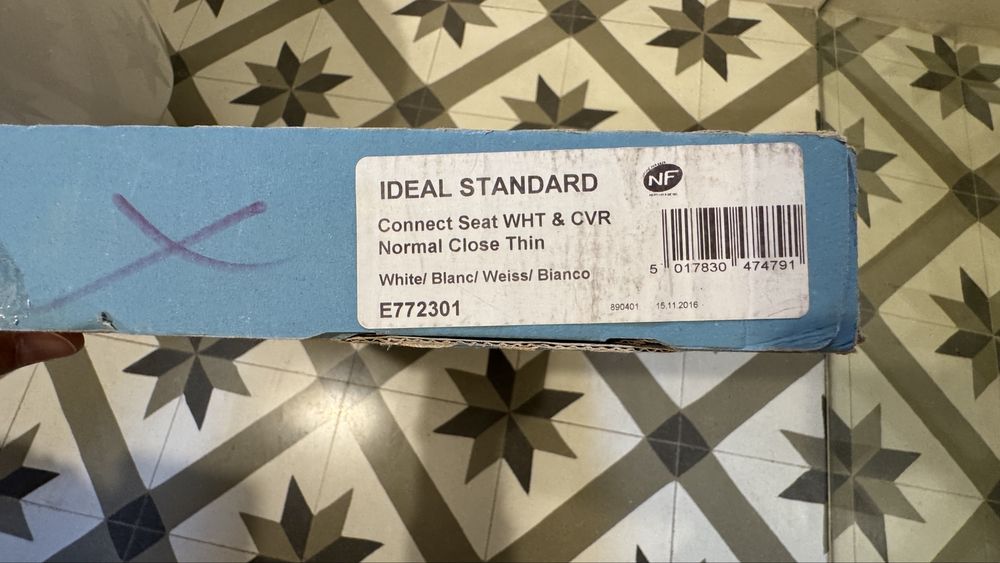 IDEAL STANDARD
NF
Connect Seat WHT & CVR
Normal Close Thin
White/ Blanc/ Weiss/ Bianco
E772301
5 017830 474791
890401 15.11.2016